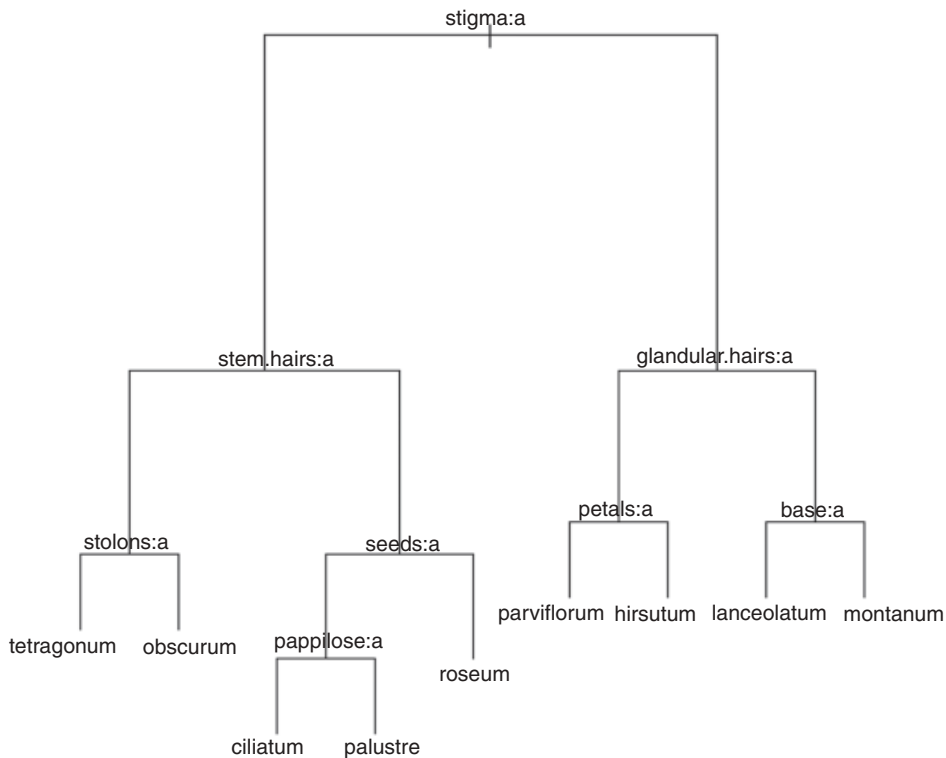 stigma:a
stem.hairs:a
glandular.hairs:a
petals:a
base:a
stolons:a
seeds:a
parviflorum
hirsutum
lanceolatum
montanum
tetragonum
obscurum
pappilose:a
roseum
ciliatum
palustre